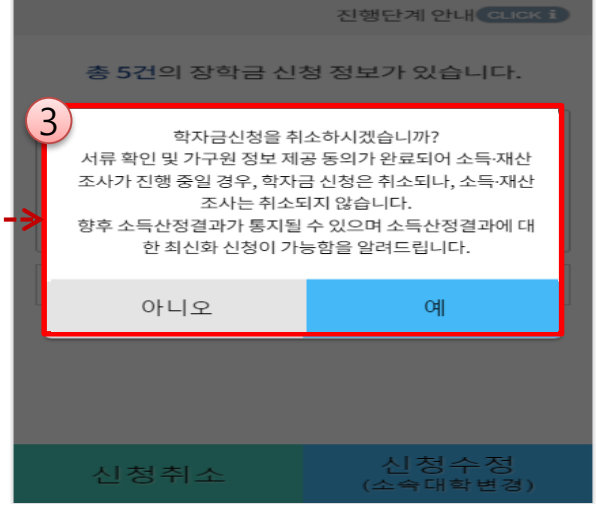 진행단계 안내 CLICK i
총 5건의 장학금 신청 정보가 있습니다.
3
학자금신청을 취소하시겠습니까?
서류 확인 및 가구원 정보 제공 동의가 완료되어 소득·재산
조사가 진행 중일 경우, 학자금 신청은 취소되나, 소득·재산
조사는 취소되지 않습니다.
향후 소득산정결과가 통지될 수 있으며 소득산정결과에 대
한 최신화 신청이 가능함을 알려드립니다.
아니오 예
신청취소 신청수정
(소속대학변경)